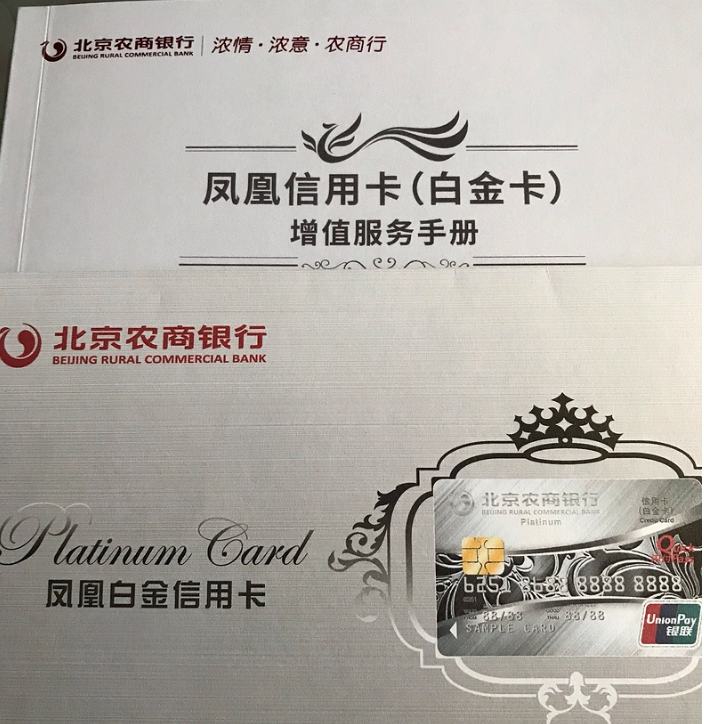 北京农商银行 浓情·浓意·农商行
BEIJING RURAL COMMERCIAL BANK
凤凰信用卡(白金卡)
增值服务手册
北京农商银行
BEIJING RURAL COMMERCIAL BANK
Platinum Card
凤凰白金信用卡
北京农商银行
BEIJING RURAL COMMERCIAL BANK
Platinum
信用卡
(白金卡)
Credit Card
6251 8688 8888 8888
6251
88/88 88/88
SAMPLE CARD
UnionPay
银联